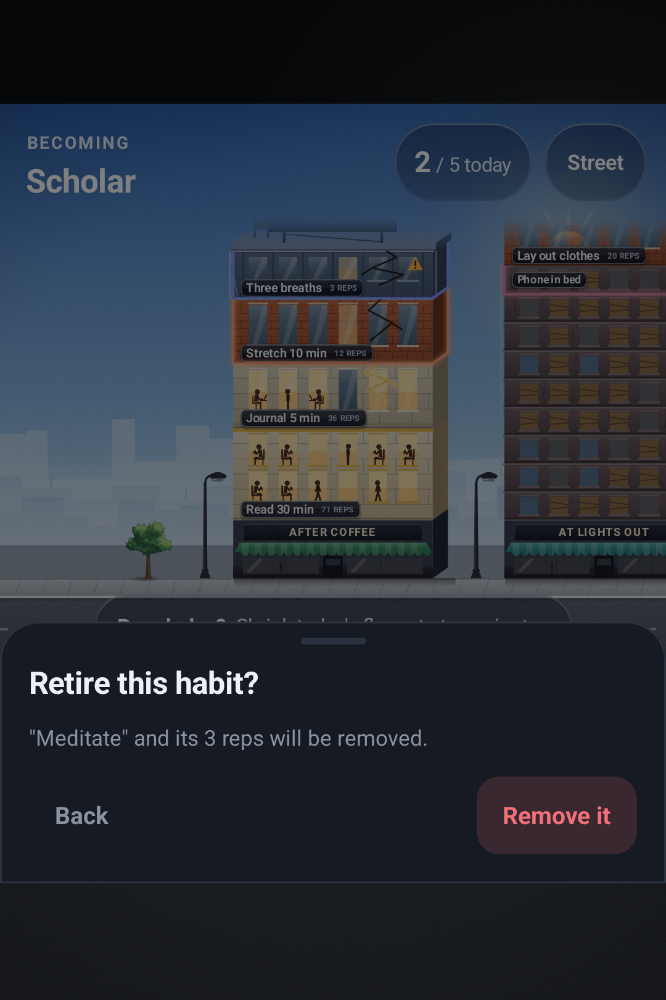 BECOMING
Scholar
2 / 5 today
Street
Three breaths 3 REPS
Stretch 10 min 12 REPS
Journal 5 min 36 REPS
Read 30 min 71 REPS
AFTER COFFEE
Lay out clothes 20 REPS
Phone in bed
AT LIGHTS OUT
Retire this habit?
"Meditate" and its 3 reps will be removed.
Back
Remove it